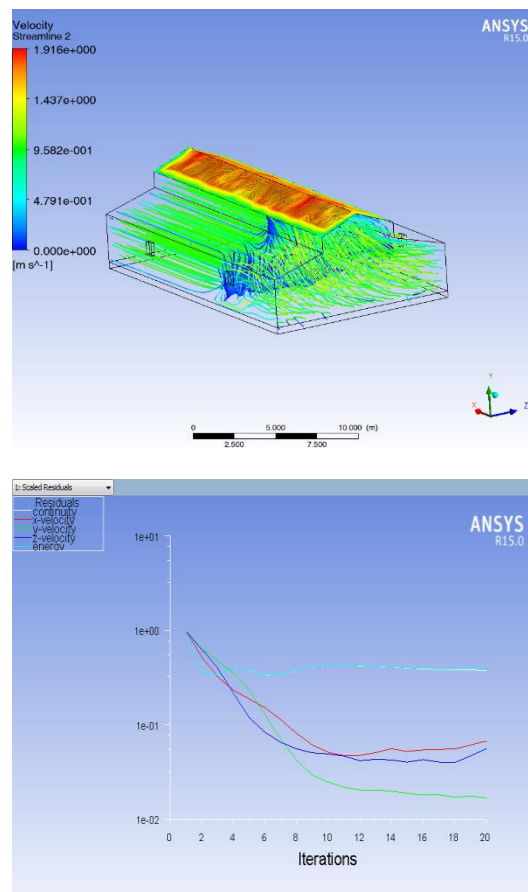 Velocity
Streamline 2
ANSYS
R15.0
1.916e+000
1.437e+000
9.582e-001
4.791e-001
0.000e+000
[m s^-1]
Y
X
Z
0 5.000 10.000 (m)
2.500 7.500
1: Scaled Residuals
Residuals
continuity
x-velocity
y-velocity
z-velocity
energy
ANSYS
R15.0
1e+01
1e+00
1e-01
1e-02
0 2 4 6 8 10 12 14 16 18 20
Iterations